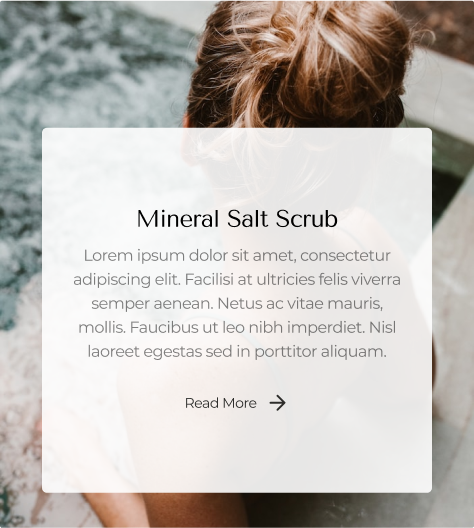 Mineral Salt Scrub
Lorem ipsum dolor sit amet, consectetur
adipiscing elit. Facilisi at ultricies felis viverra
semper aenean. Netus ac vitae mauris,
mollis. Faucibus ut leo nibh imperdiet. Nisl
laoreet egestas sed in porttitor aliquam.
Read More